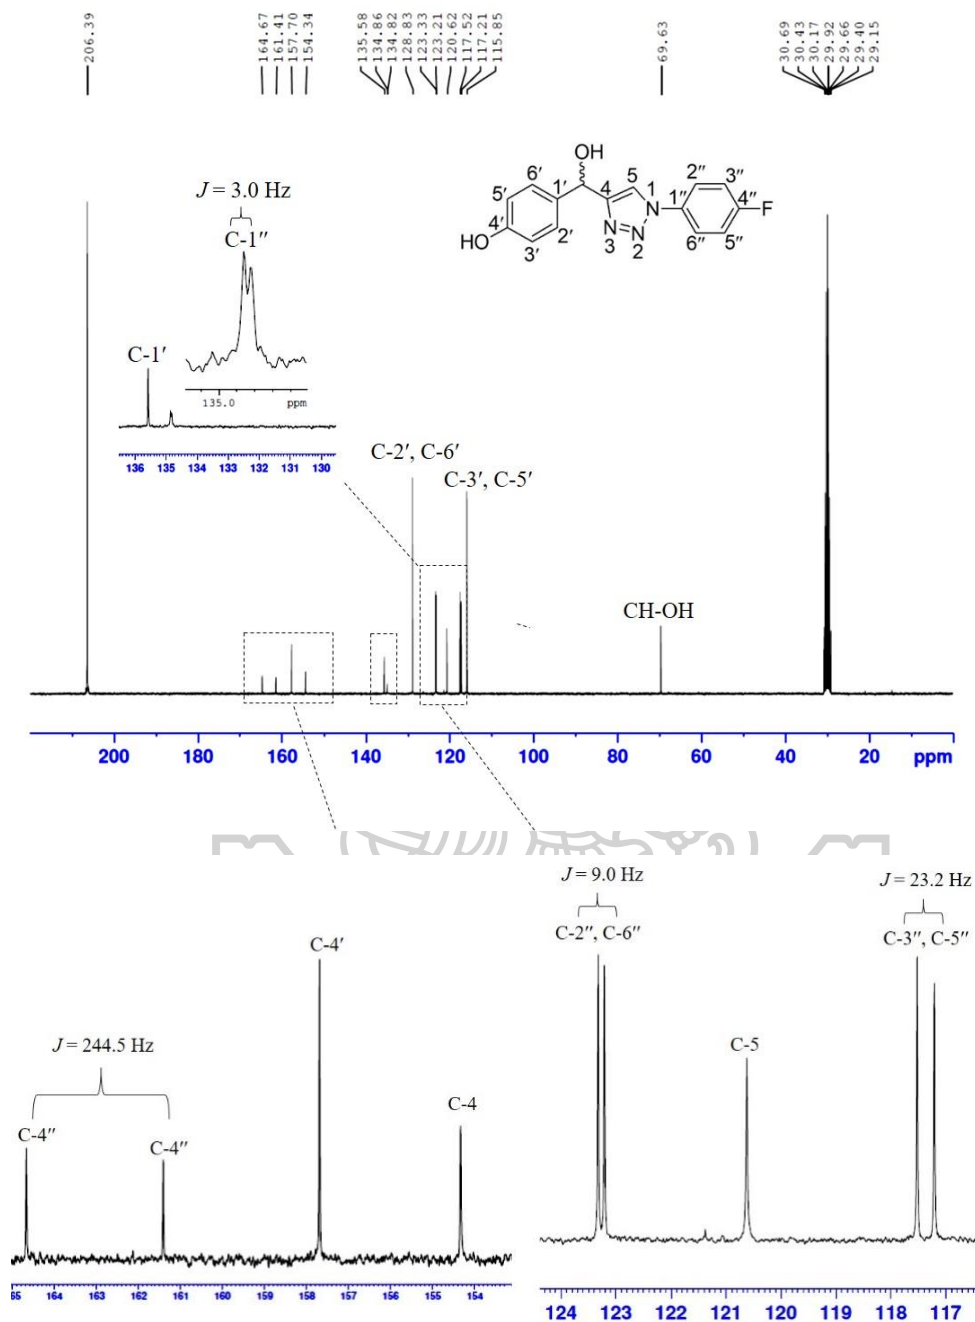 206.39
164.67
161.41
157.70
154.34
135.58
134.86
134.82
128.83
123.33
123.21
120.62
117.52
117.21
115.85
69.63
30.69
30.43
30.17
29.92
29.66
29.40
29.15
OH
6′ 5 1 2″ 3″
1′ 4 1″ 4″ F
5′
4′ N
HO 3′ 2′ N 3 N 2 6″ 5″
J = 3.0 Hz
C-1″
135.0 ppm
C-1′
136 135 134 133 132 131 130
C-2′, C-6′
C-3′, C-5′
CH-OH
200 180 160 140 120 100 80 60 40 20 ppm
J = 244.5 Hz
C-4″
C-4″
C-4′
C-4
65 164 163 162 161 160 159 158 157 156 155 154
J = 9.0 Hz
C-2″, C-6″
C-5
J = 23.2 Hz
C-3″, C-5″
124 123 122 121 120 119 118 117